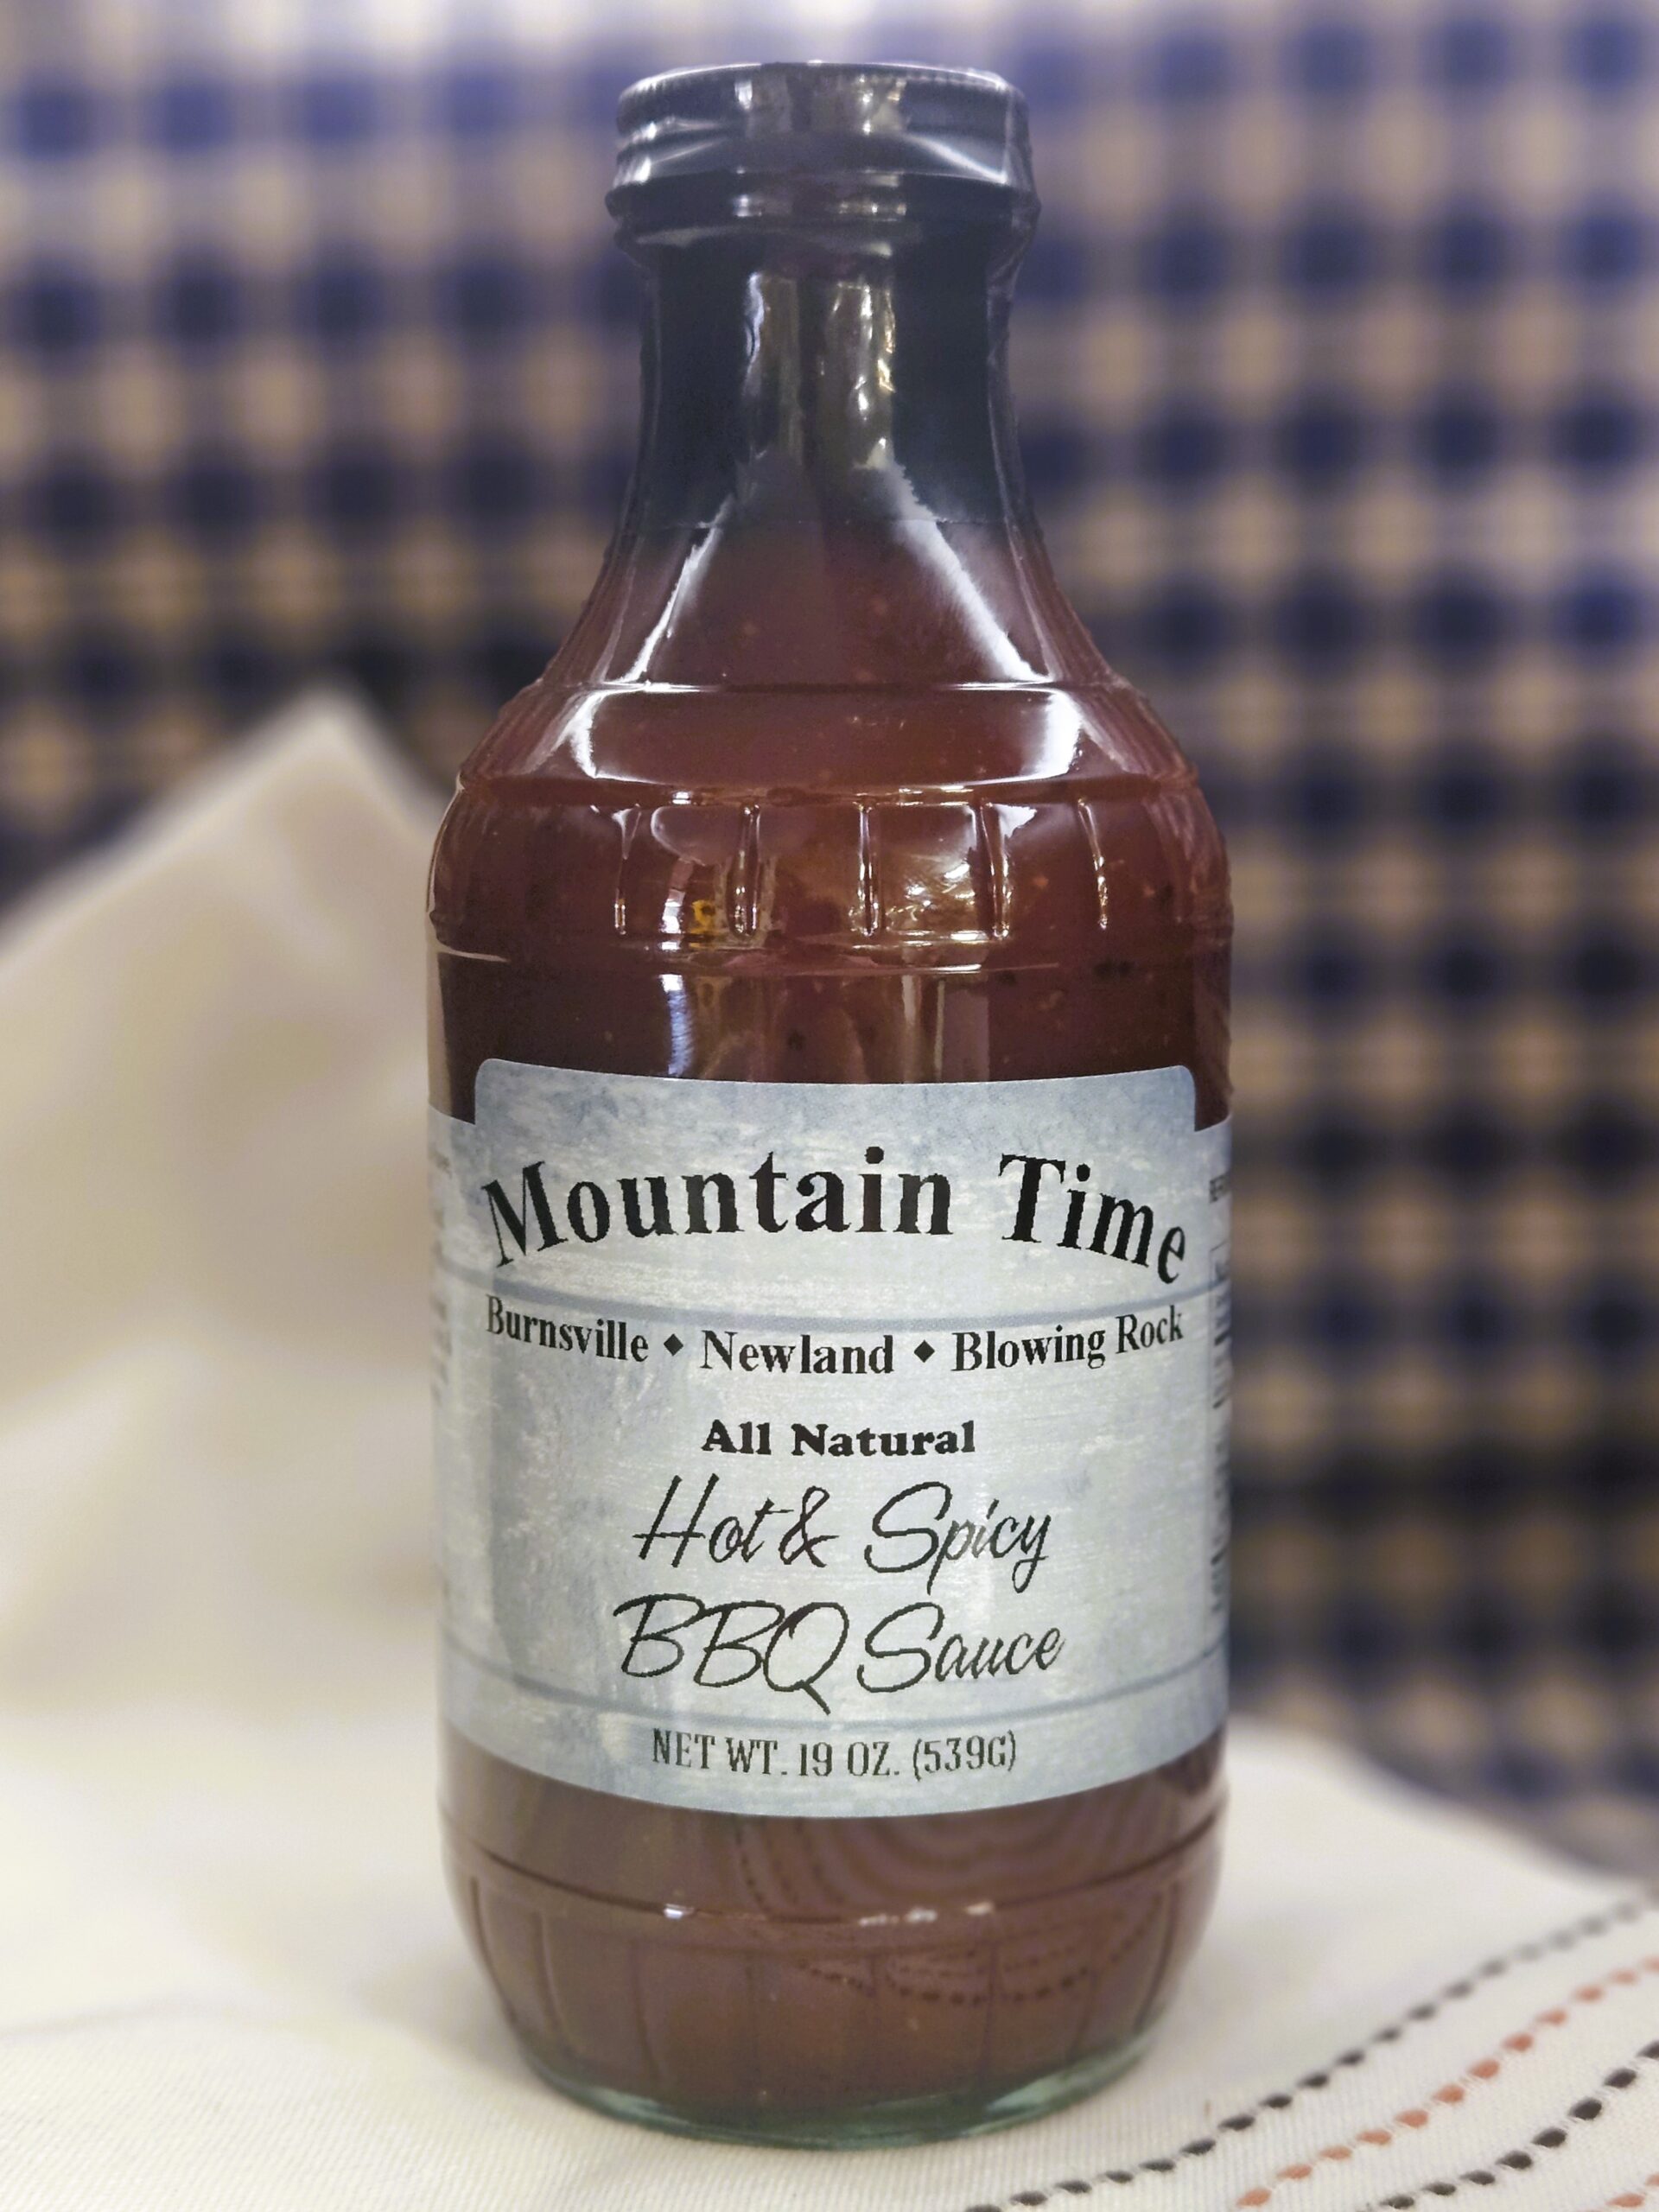 Mountain Time
Burnsville ◆ Newland ◆ Blowing Rock
All Natural
Hot & Spicy
BBQ Sauce
NET WT. 19 OZ. (539G)